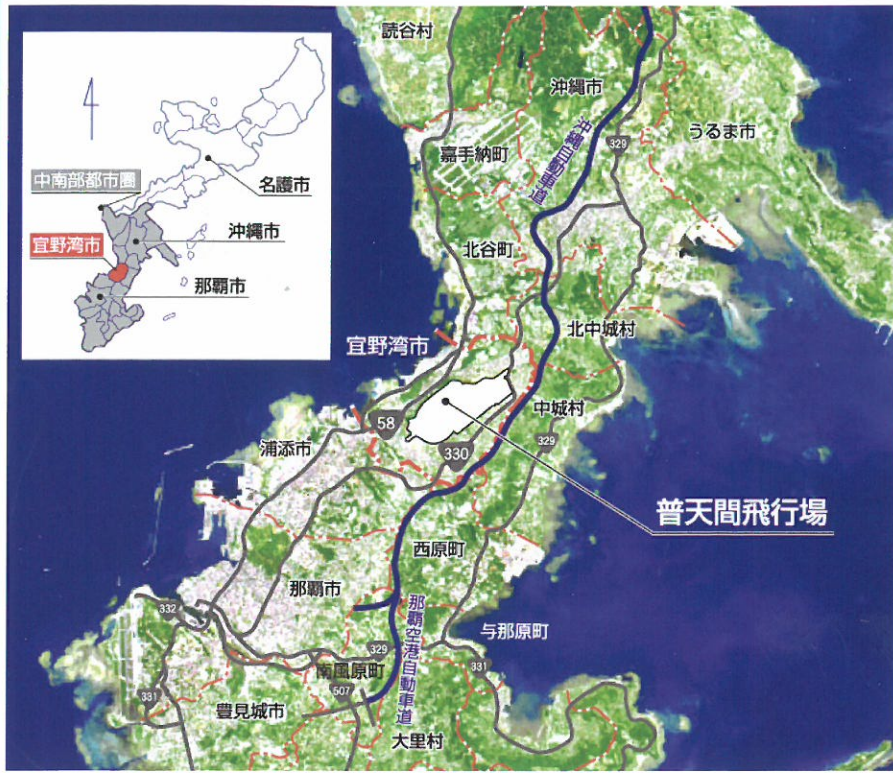 読谷村
沖縄市
うるま市
329
嘉手納町
沖縄自動車道
名護市
中南部都市圏
沖縄市
宜野湾市
那覇市
北谷町
北中城村
宜野湾市
中城村
58
330
329
浦添市
普天間飛行場
西原町
那覇市
332
那覇空港自動車道
与那原町
329
南風原町
331
331
507
豊見城市
大里村